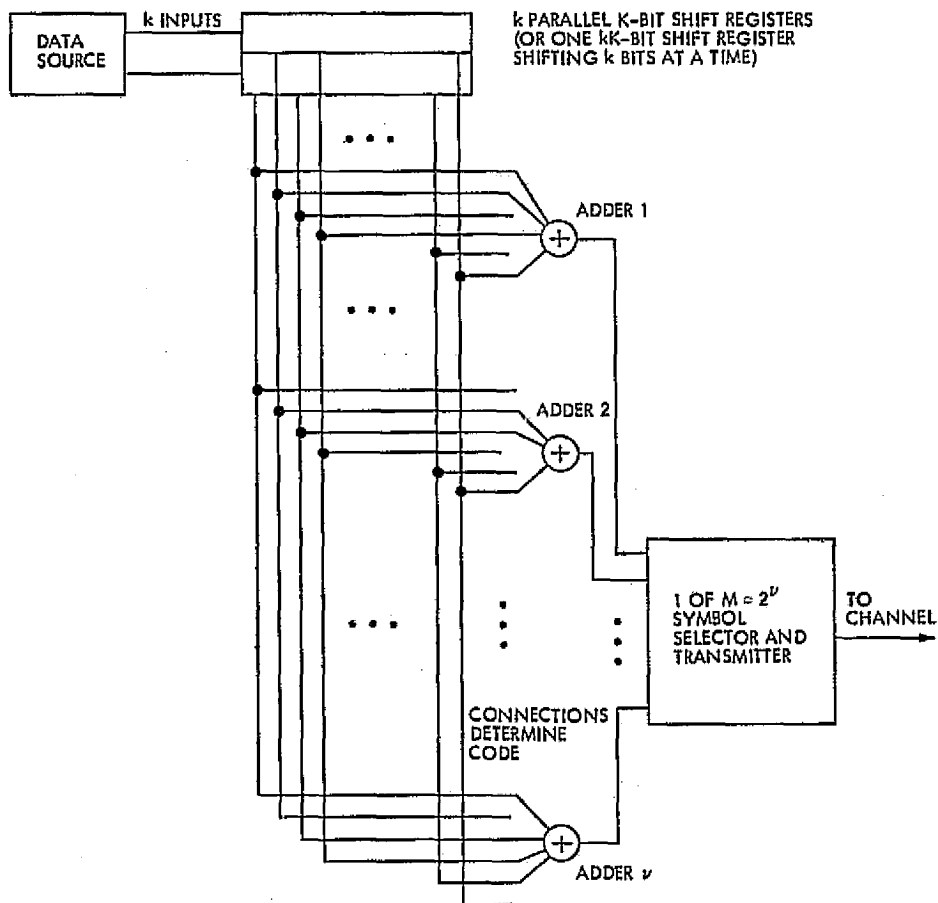 k INPUTS
DATA
SOURCE
k PARALLEL K-BIT SHIFT REGISTERS
(OR ONE kK-BIT SHIFT REGISTER
SHIFTING k BITS AT A TIME)
ADDER 1
ADDER 2
1 OF M = 2^ν
SYMBOL
SELECTOR AND
TRANSMITTER
TO
CHANNEL
CONNECTIONS
DETERMINE
CODE
ADDER ν